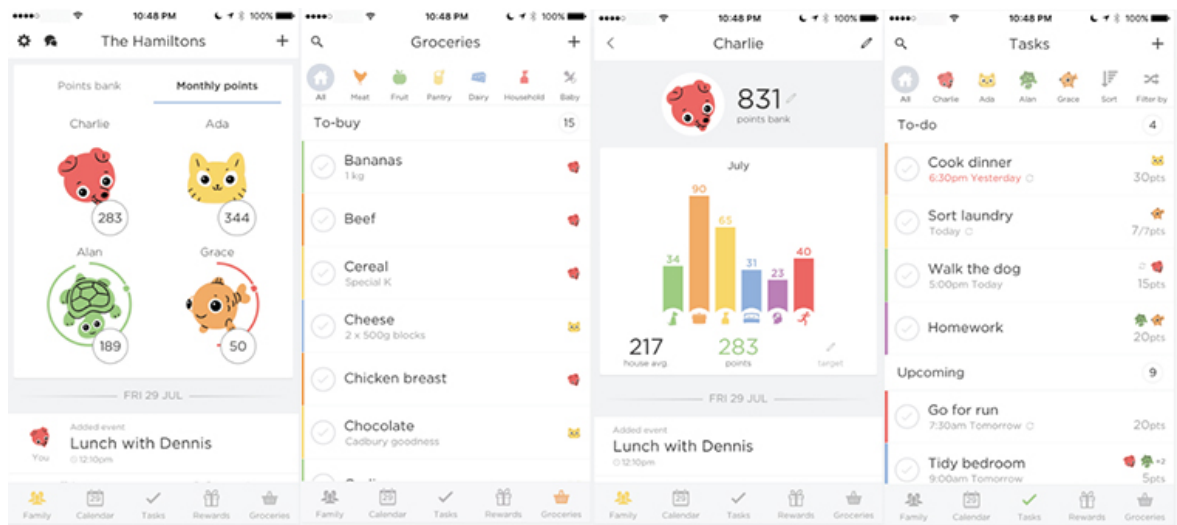 10:48 PM 100%
The Hamiltons
Points bank Monthly points
Charlie Ada
283 344
Alan Grace
189 50
FRI 29 JUL
Added event
Lunch with Dennis
You 12:10pm
29
Family Calendar Tasks Rewards Groceries
10:48 PM 100%
Groceries
All Meat Fruit Pantry Dairy Household Baby
To-buy 15
Bananas
1 kg
Beef
Cereal
Special K
Cheese
2 x 500g blocks
Chicken breast
Chocolate
Cadbury goodness
29
Family Calendar Tasks Rewards Groceries
10:48 PM 100%
Charlie
831
points bank
July
90
65
34 31 23 40
217 283
house avg. points target
FRI 29 JUL
Added event
Lunch with Dennis
12:10pm
29
Family Calendar Tasks Rewards Groceries
10:48 PM 100%
Tasks
All Charlie Ada Alan Grace Sort Filter by
To-do 4
Cook dinner
6:30pm Yesterday 30pts
Sort laundry
Today 7/7pts
Walk the dog
5:00pm Today 15pts
Homework
20pts
Upcoming 9
Go for run
7:30am Tomorrow 20pts
Tidy bedroom +2
9:00am Tomorrow 5pts
29
Family Calendar Tasks Rewards Groceries